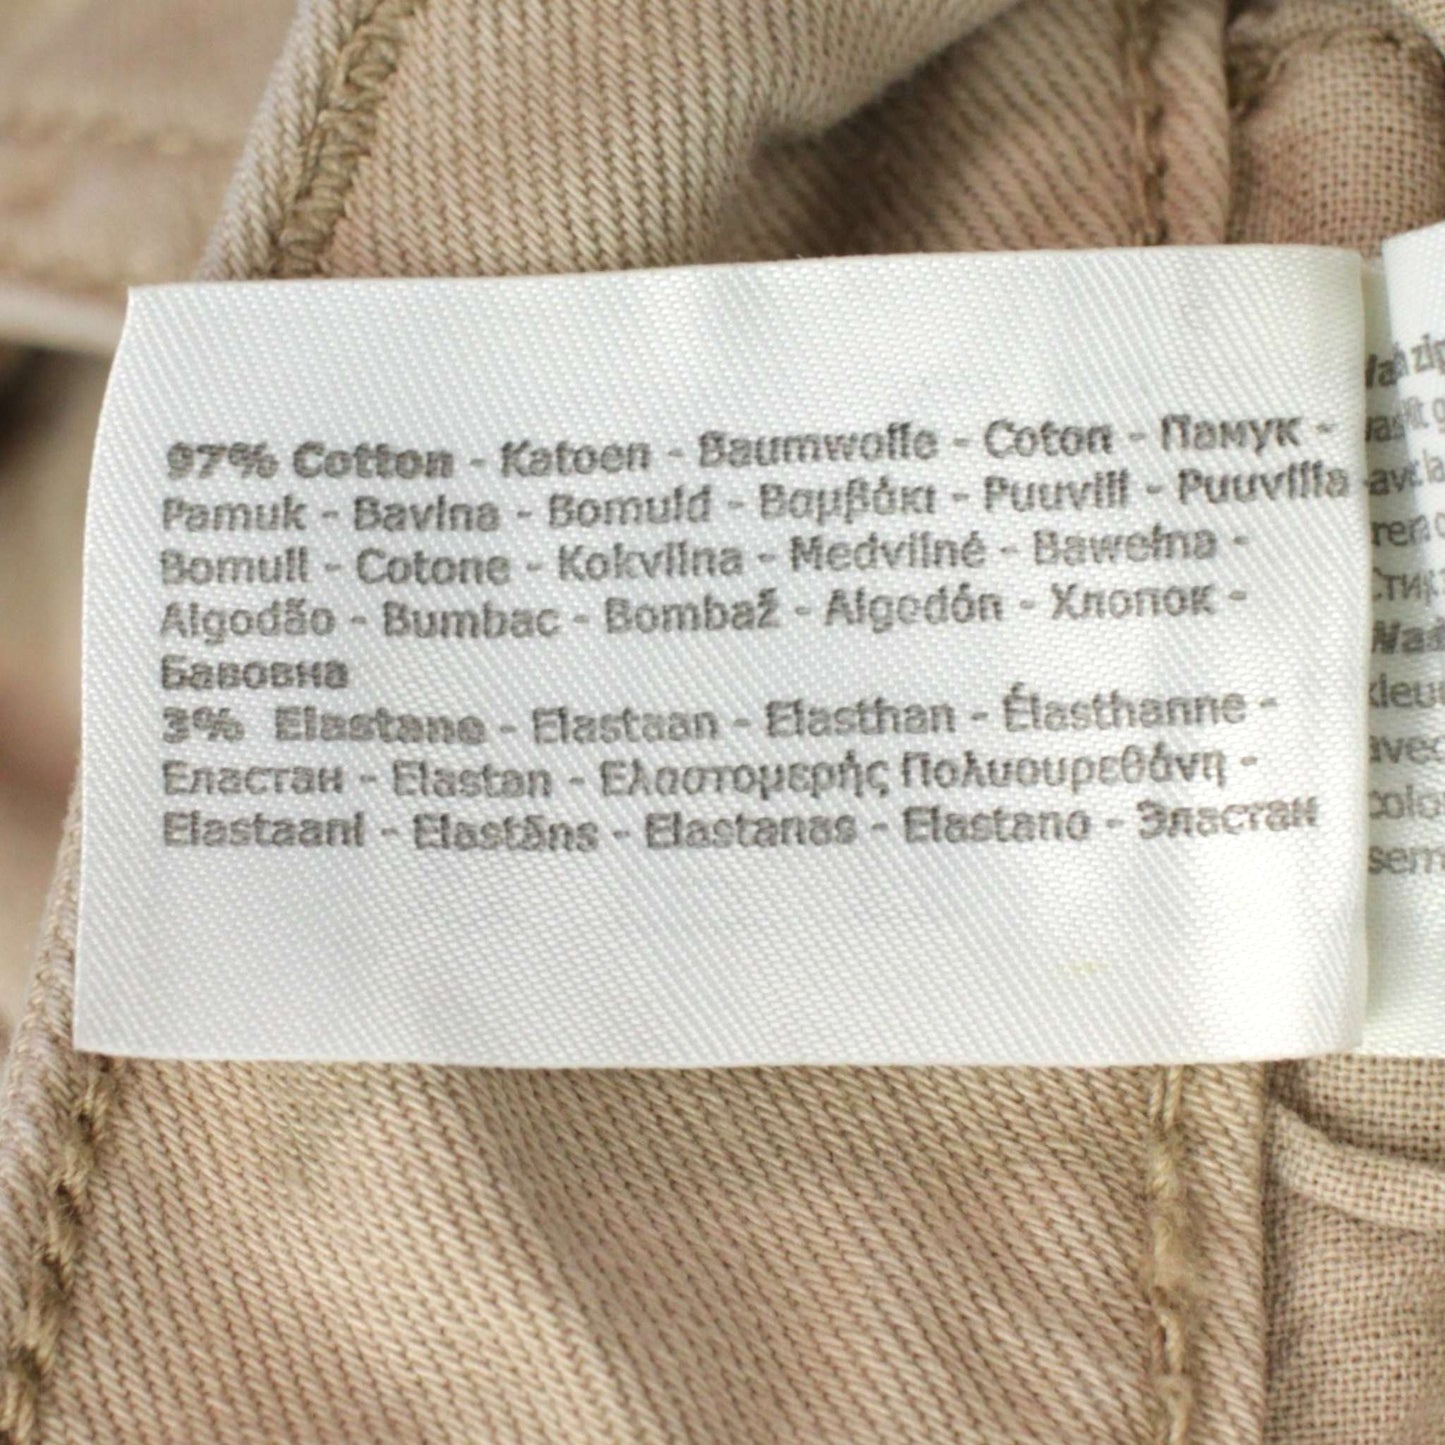 97% Cotton - Katoen - Baumwolle - Coton - Памук -
Pamuk - Bavlna - Bomuld - Βαμβάκι - Puuvill - Puuvilla
Bomull - Cotone - Kokvilna - Medvilnė - Bawełna -
Algodão - Bumbac - Bombaž - Algodón - Хлопок -
Бавовна
3% Elastane - Elastaan - Elasthan - Élasthanne -
Еластан - Elastan - Ελαστομερής Πολυουρεθάνη -
Elastaani - Elastāns - Elastanas - Elastano - Эластан